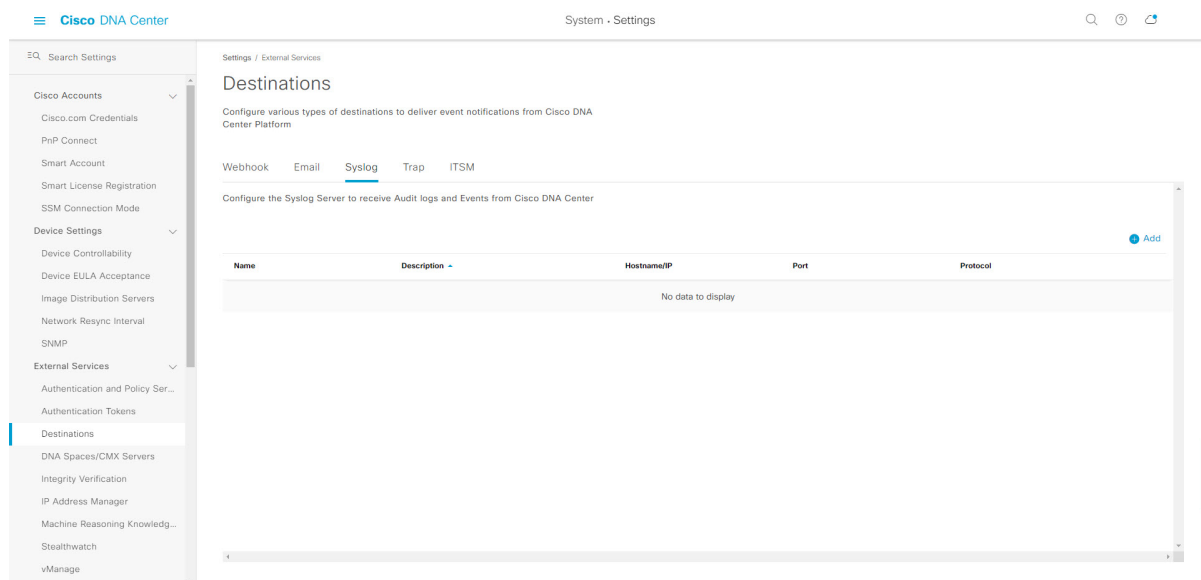 Cisco DNA Center
System · Settings
Search Settings
Cisco Accounts
Cisco.com Credentials
PnP Connect
Smart Account
Smart License Registration
SSM Connection Mode
Device Settings
Device Controllability
Device EULA Acceptance
Image Distribution Servers
Network Resync Interval
SNMP
External Services
Authentication and Policy Ser...
Authentication Tokens
Destinations
DNA Spaces/CMX Servers
Integrity Verification
IP Address Manager
Machine Reasoning Knowledg...
Stealthwatch
vManage
Settings / External Services
Destinations
Configure various types of destinations to deliver event notifications from Cisco DNA
Center Platform
Webhook Email Syslog Trap ITSM
Configure the Syslog Server to receive Audit logs and Events from Cisco DNA Center
Add
Name Description Hostname/IP Port Protocol
No data to display